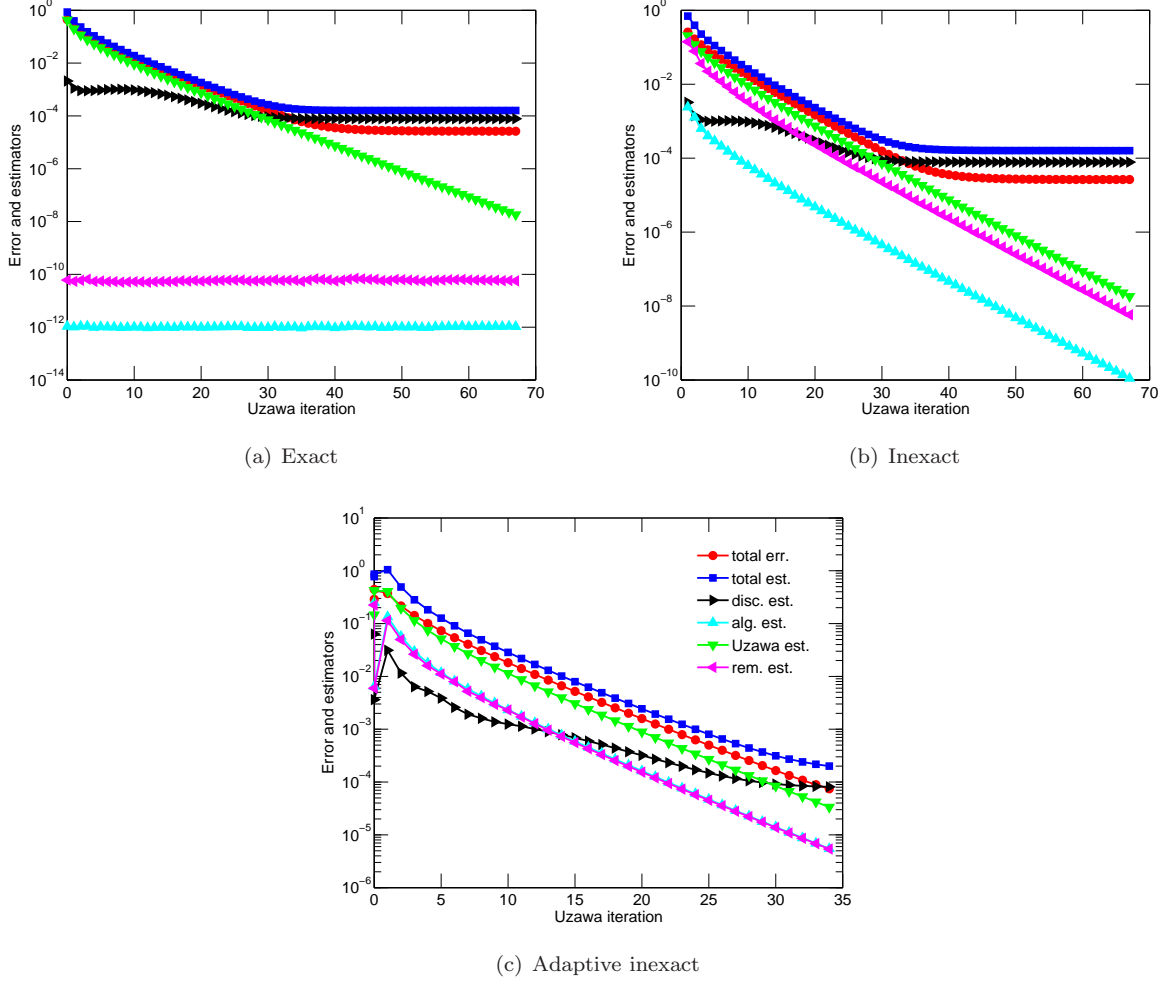 10^0
10^−2
10^−4
10^−6
10^−8
10^−10
10^−12
10^−14
0 10 20 30 40 50 60 70
Uzawa iteration
Error and estimators
(a) Exact
10^0
10^−2
10^−4
10^−6
10^−8
10^−10
0 10 20 30 40 50 60 70
Uzawa iteration
Error and estimators
(b) Inexact
10^1
10^0
10^−1
10^−2
10^−3
10^−4
10^−5
10^−6
0 5 10 15 20 25 30 35
Uzawa iteration
Error and estimators
total err.
total est.
disc. est.
alg. est.
Uzawa est.
rem. est.
(c) Adaptive inexact